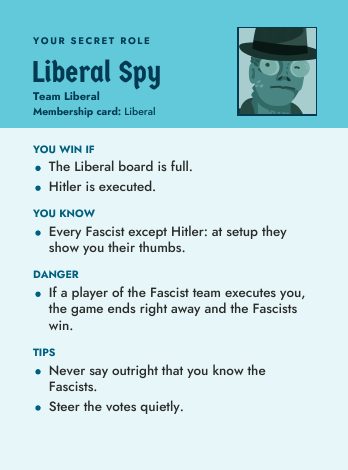 YOUR SECRET ROLE
Liberal Spy
Team Liberal
Membership card: Liberal
YOU WIN IF
• The Liberal board is full.
• Hitler is executed.
YOU KNOW
• Every Fascist except Hitler: at setup they
show you their thumbs.
DANGER
• If a player of the Fascist team executes you,
the game ends right away and the Fascists
win.
TIPS
• Never say outright that you know the
Fascists.
• Steer the votes quietly.